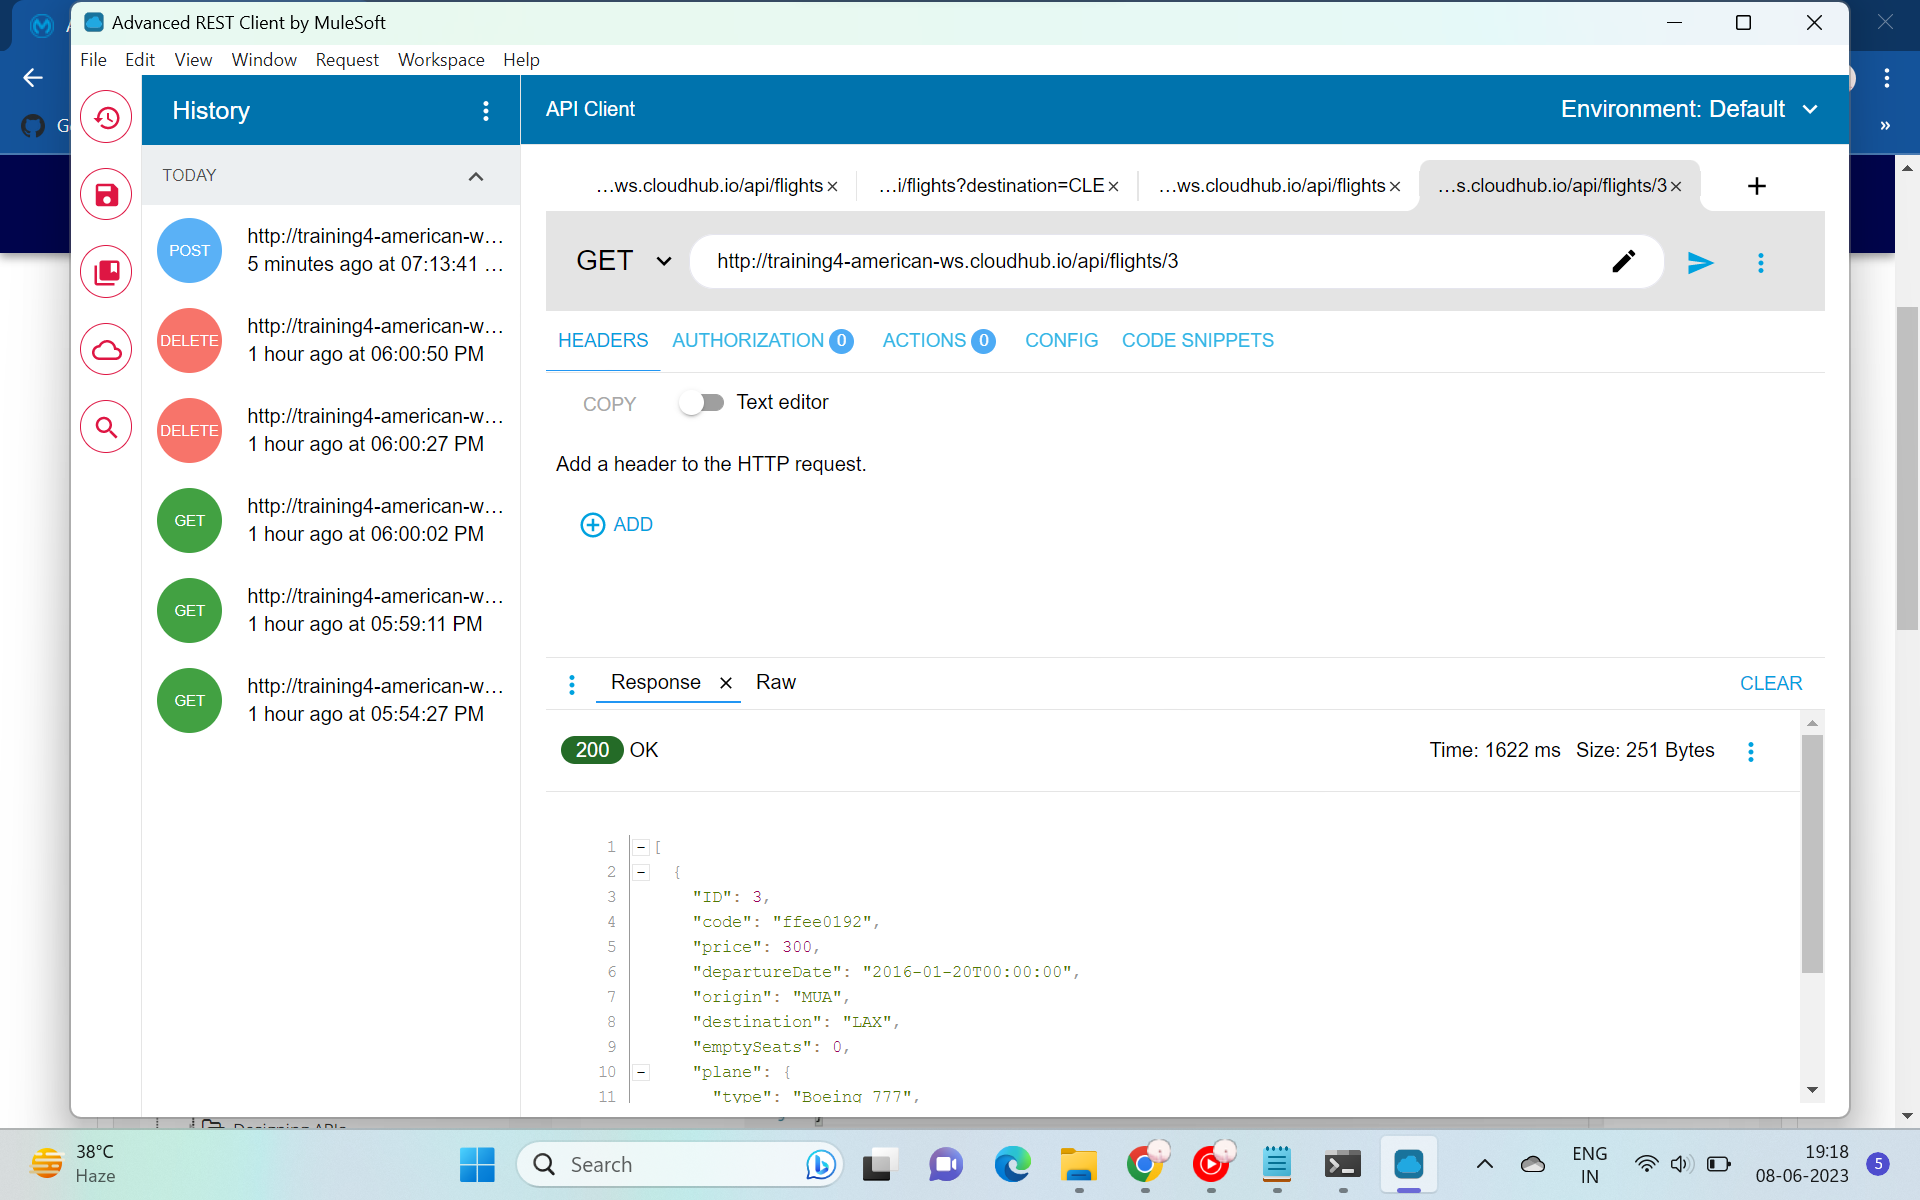 Advanced REST Client by MuleSoft
File Edit View Window Request Workspace Help
History
API Client
Environment: Default
TODAY
POST
http://training4-american-w...
5 minutes ago at 07:13:41 ...
DELETE
http://training4-american-w...
1 hour ago at 06:00:50 PM
DELETE
http://training4-american-w...
1 hour ago at 06:00:27 PM
GET
http://training4-american-w...
1 hour ago at 06:00:02 PM
GET
http://training4-american-w...
1 hour ago at 05:59:11 PM
GET
http://training4-american-w...
1 hour ago at 05:54:27 PM
...ws.cloudhub.io/api/flights
...i/flights?destination=CLE
...ws.cloudhub.io/api/flights
...s.cloudhub.io/api/flights/3
GET
http://training4-american-ws.cloudhub.io/api/flights/3
HEADERS AUTHORIZATION 0 ACTIONS 0 CONFIG CODE SNIPPETS
COPY Text editor
Add a header to the HTTP request.
ADD
Response Raw CLEAR
200 OK Time: 1622 ms Size: 251 Bytes
1 [
2 {
3 "ID": 3,
4 "code": "ffee0192",
5 "price": 300,
6 "departureDate": "2016-01-20T00:00:00",
7 "origin": "MUA",
8 "destination": "LAX",
9 "emptySeats": 0,
10 "plane": {
11 "type": "Boeing 777",
38°C
Haze
Search
ENG
IN
19:18
08-06-2023
5